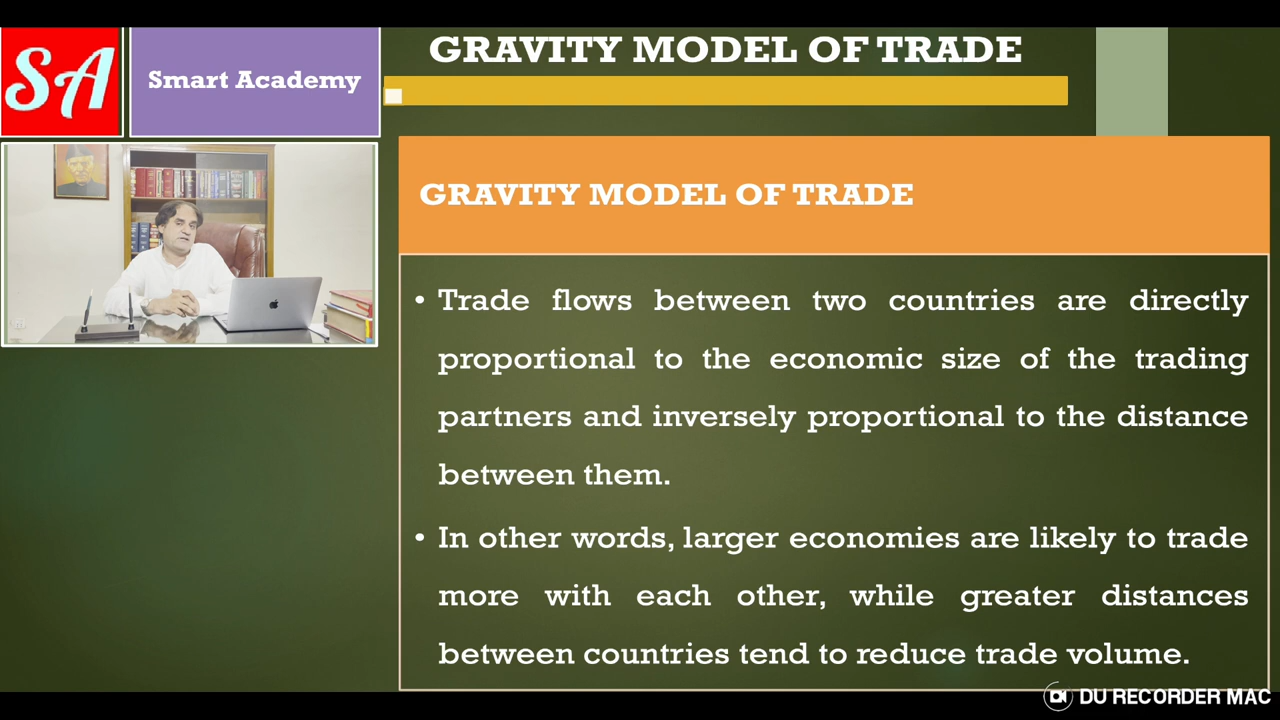 SA
Smart Academy
GRAVITY MODEL OF TRADE
GRAVITY MODEL OF TRADE
• Trade flows between two countries are directly
proportional to the economic size of the trading
partners and inversely proportional to the distance
between them.
• In other words, larger economies are likely to trade
more with each other, while greater distances
between countries tend to reduce trade volume.
DU RECORDER MAC